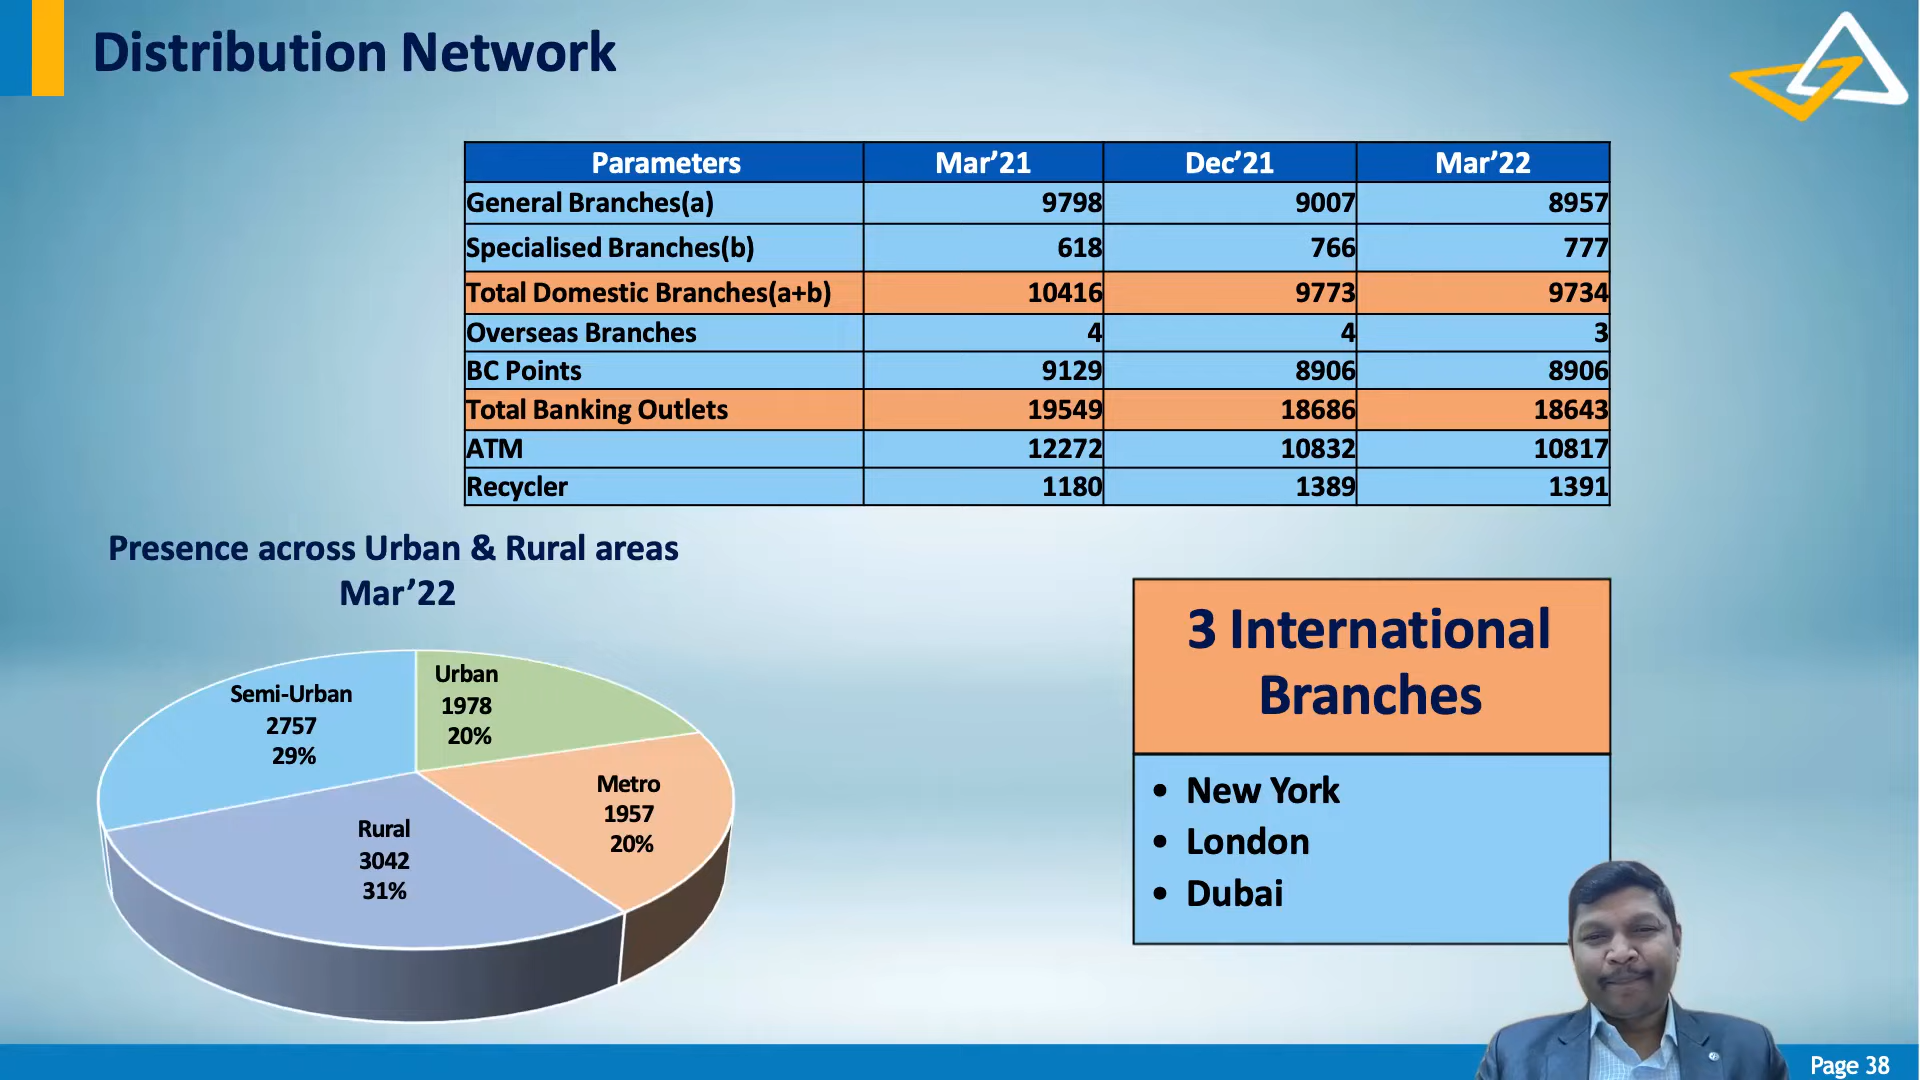 Distribution Network
Parameters Mar’21 Dec’21 Mar’22
General Branches(a) 9798 9007 8957
Specialised Branches(b) 618 766 777
Total Domestic Branches(a+b) 10416 9773 9734
Overseas Branches 4 4 3
BC Points 9129 8906 8906
Total Banking Outlets 19549 18686 18643
ATM 12272 10832 10817
Recycler 1180 1389 1391
Presence across Urban & Rural areas
Mar’22
Urban
1978
20%
Metro
1957
20%
Rural
3042
31%
Semi-Urban
2757
29%
3 International
Branches
• New York
• London
• Dubai
Page 38